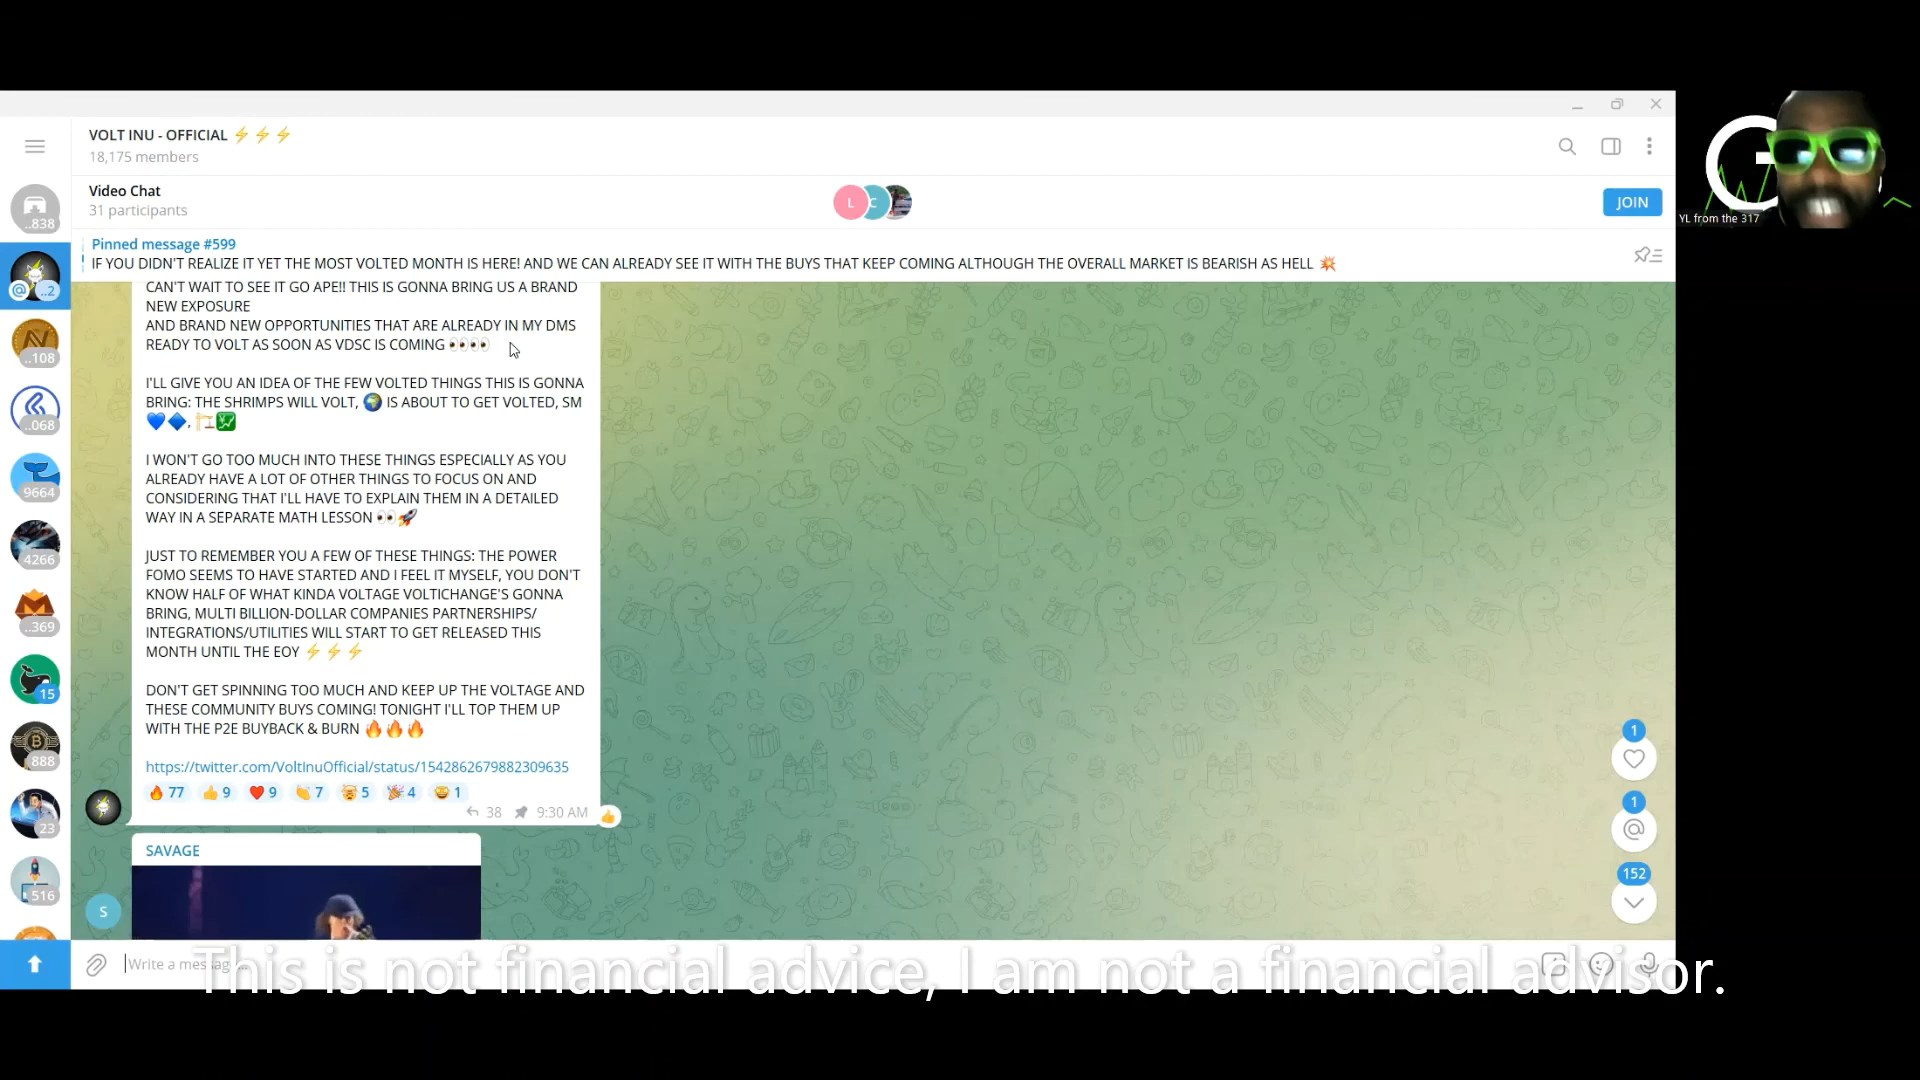 VOLT INU - OFFICIAL ⚡⚡⚡
18,175 members
Video Chat
31 participants
L C
JOIN
Pinned message #599
IF YOU DIDN'T REALIZE IT YET THE MOST VOLTED MONTH IS HERE! AND WE CAN ALREADY SEE IT WITH THE BUYS THAT KEEP COMING ALTHOUGH THE OVERALL MARKET IS BEARISH AS HELL 💥
YL from the 317
..838
@ ..2
..108
..068
9664
4266
..369
15
888
23
516
CAN'T WAIT TO SEE IT GO APE!! THIS IS GONNA BRING US A BRAND
NEW EXPOSURE
AND BRAND NEW OPPORTUNITIES THAT ARE ALREADY IN MY DMS
READY TO VOLT AS SOON AS VDSC IS COMING 👀👀
I'LL GIVE YOU AN IDEA OF THE FEW VOLTED THINGS THIS IS GONNA
BRING: THE SHRIMPS WILL VOLT, 🌍 IS ABOUT TO GET VOLTED, SM
💙🔷, 🏗💹
I WON'T GO TOO MUCH INTO THESE THINGS ESPECIALLY AS YOU
ALREADY HAVE A LOT OF OTHER THINGS TO FOCUS ON AND
CONSIDERING THAT I'LL HAVE TO EXPLAIN THEM IN A DETAILED
WAY IN A SEPARATE MATH LESSON 👀🚀
JUST TO REMEMBER YOU A FEW OF THESE THINGS: THE POWER
FOMO SEEMS TO HAVE STARTED AND I FEEL IT MYSELF, YOU DON'T
KNOW HALF OF WHAT KINDA VOLTAGE VOLTICHANGE'S GONNA
BRING, MULTI BILLION-DOLLAR COMPANIES PARTNERSHIPS/
INTEGRATIONS/UTILITIES WILL START TO GET RELEASED THIS
MONTH UNTIL THE EOY ⚡⚡⚡
DON'T GET SPINNING TOO MUCH AND KEEP UP THE VOLTAGE AND
THESE COMMUNITY BUYS COMING! TONIGHT I'LL TOP THEM UP
WITH THE P2E BUYBACK & BURN 🔥🔥🔥
https://twitter.com/VoltInuOfficial/status/1542862679882309635
🔥 77 👍 9 ❤️ 9 👏 7 🤯 5 🎉 4 🤩 1
38 9:30 AM
SAVAGE
S
1
1
@
152
Write a message...
This is not financial advice, I am not a financial advisor.